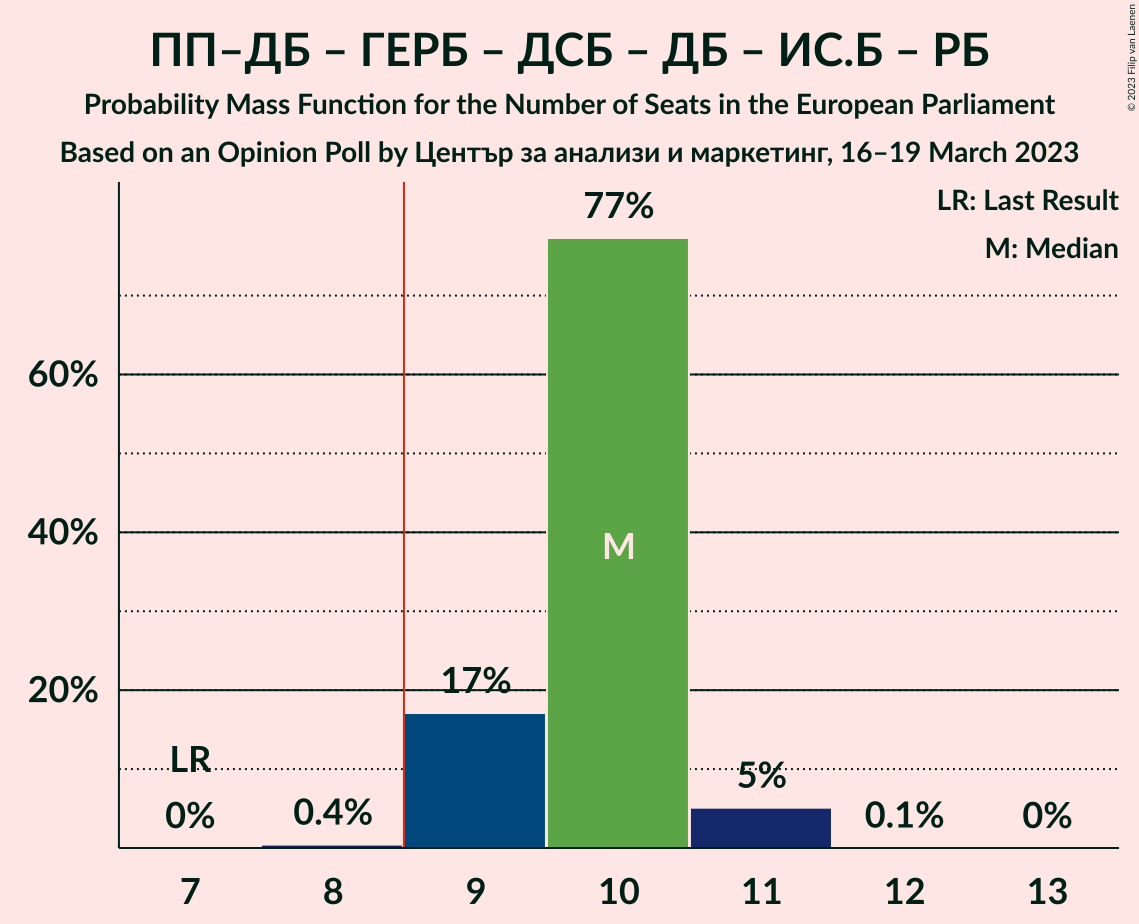 ПП–ДБ – ГЕРБ – ДСБ – ДБ – ИС.Б – РБ
Probability Mass Function for the Number of Seats in the European Parliament
Based on an Opinion Poll by Център за анализи и маркетинг, 16–19 March 2023
© 2023 Filip van Laenen
LR: Last Result
M: Median
77%
60%
40%
M
20%
17%
LR
5%
0%
0.4%
0.1%
0%
7
8
9
10
11
12
13